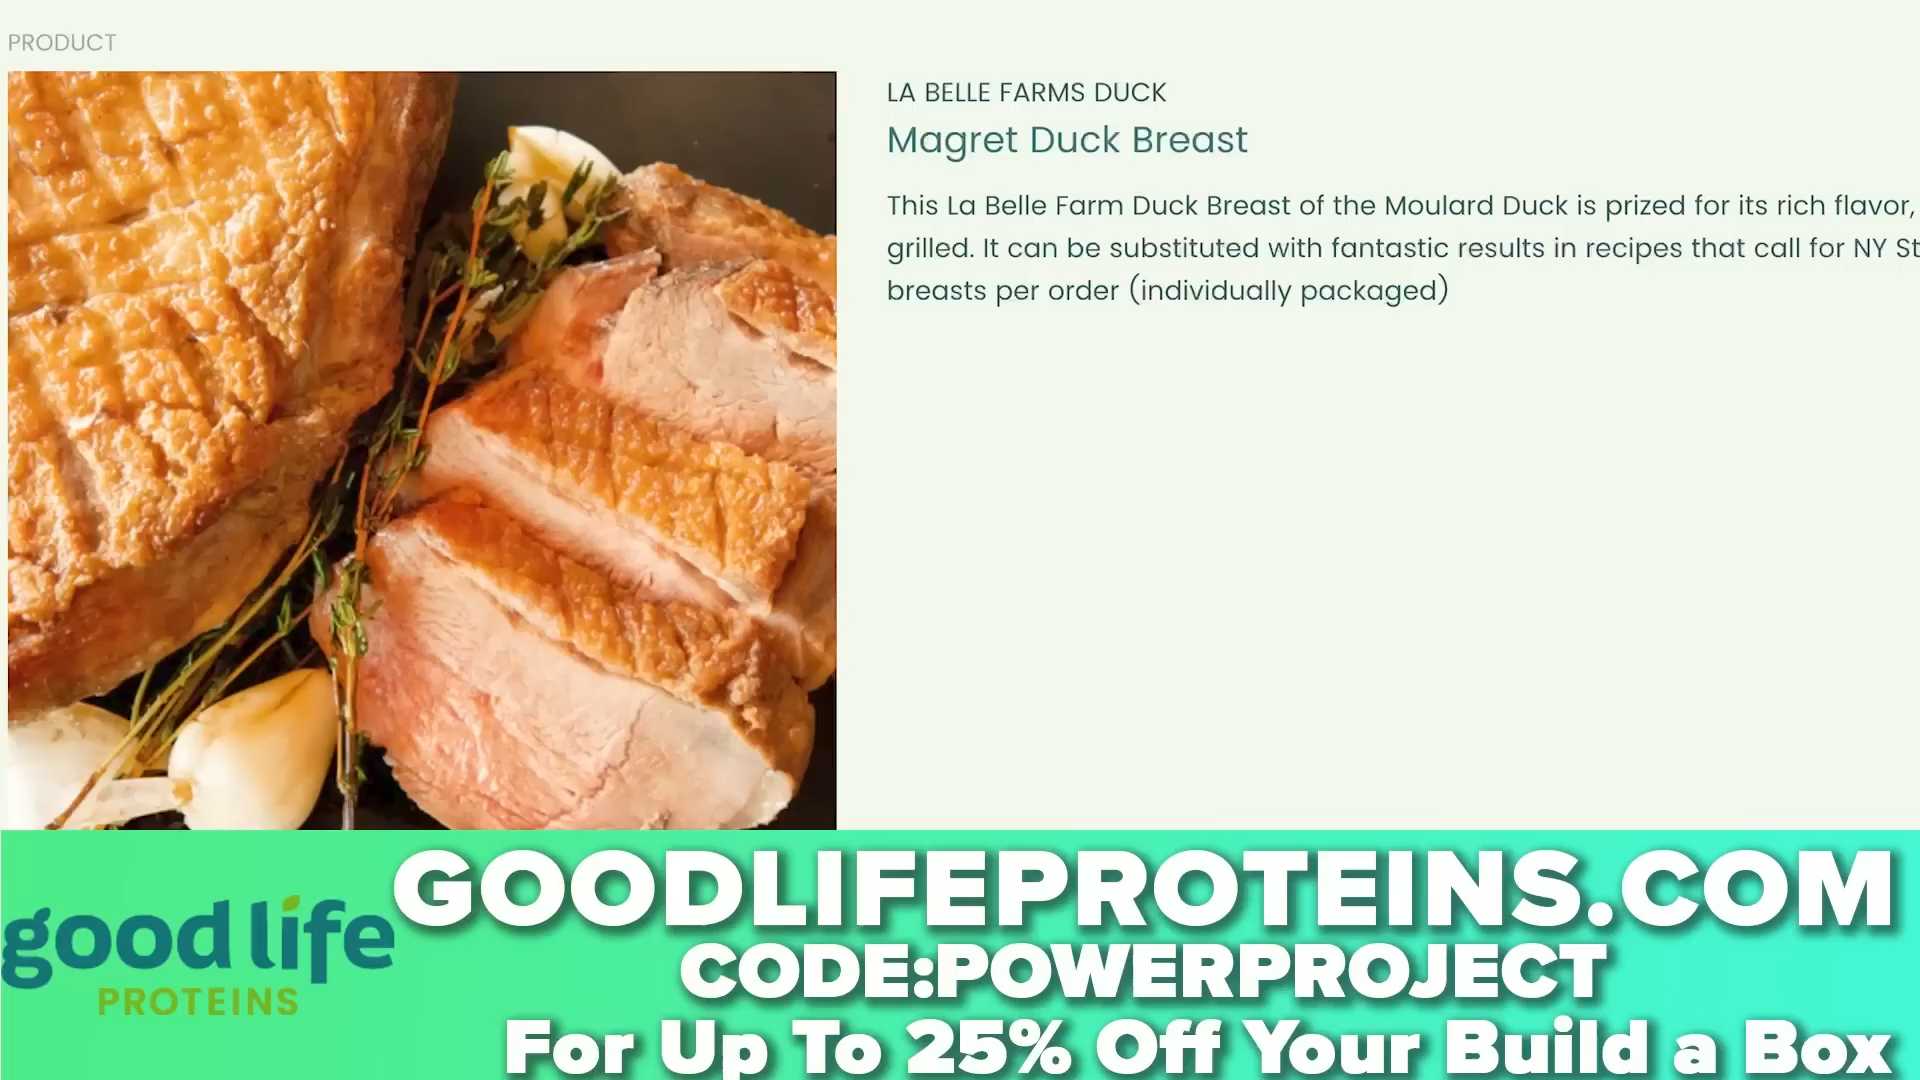 PRODUCT
LA BELLE FARMS DUCK
Magret Duck Breast
This La Belle Farm Duck Breast of the Moulard Duck is prized for its rich flavor,
grilled. It can be substituted with fantastic results in recipes that call for NY St
breasts per order (individually packaged)
good life
PROTEINS
GOODLIFEPROTEINS.COM
CODE:POWERPROJECT
For Up To 25% Off Your Build a Box